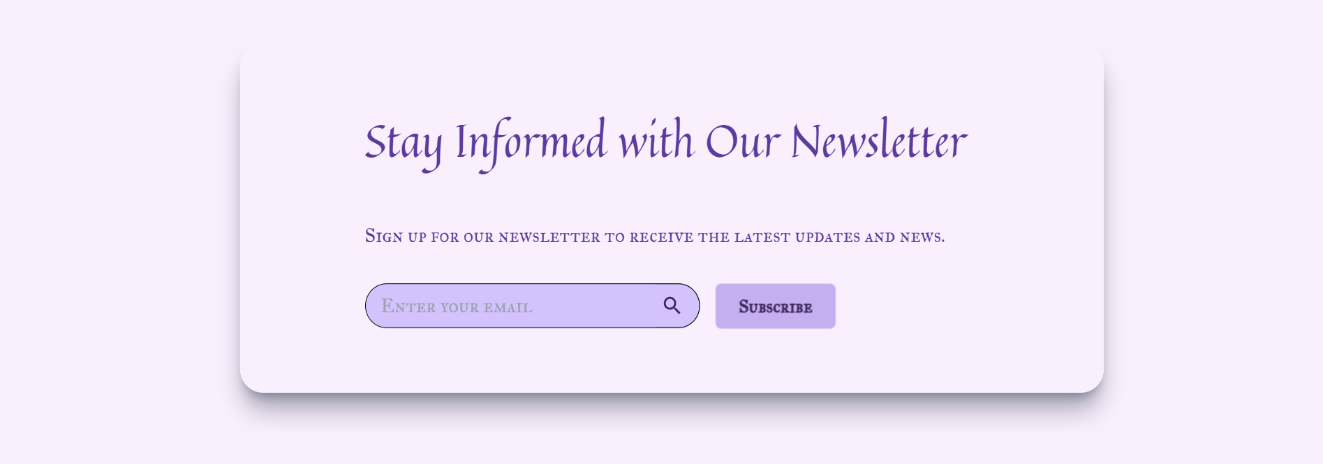 Stay Informed with Our Newsletter
Sign up for our newsletter to receive the latest updates and news.
Enter your email
Subscribe